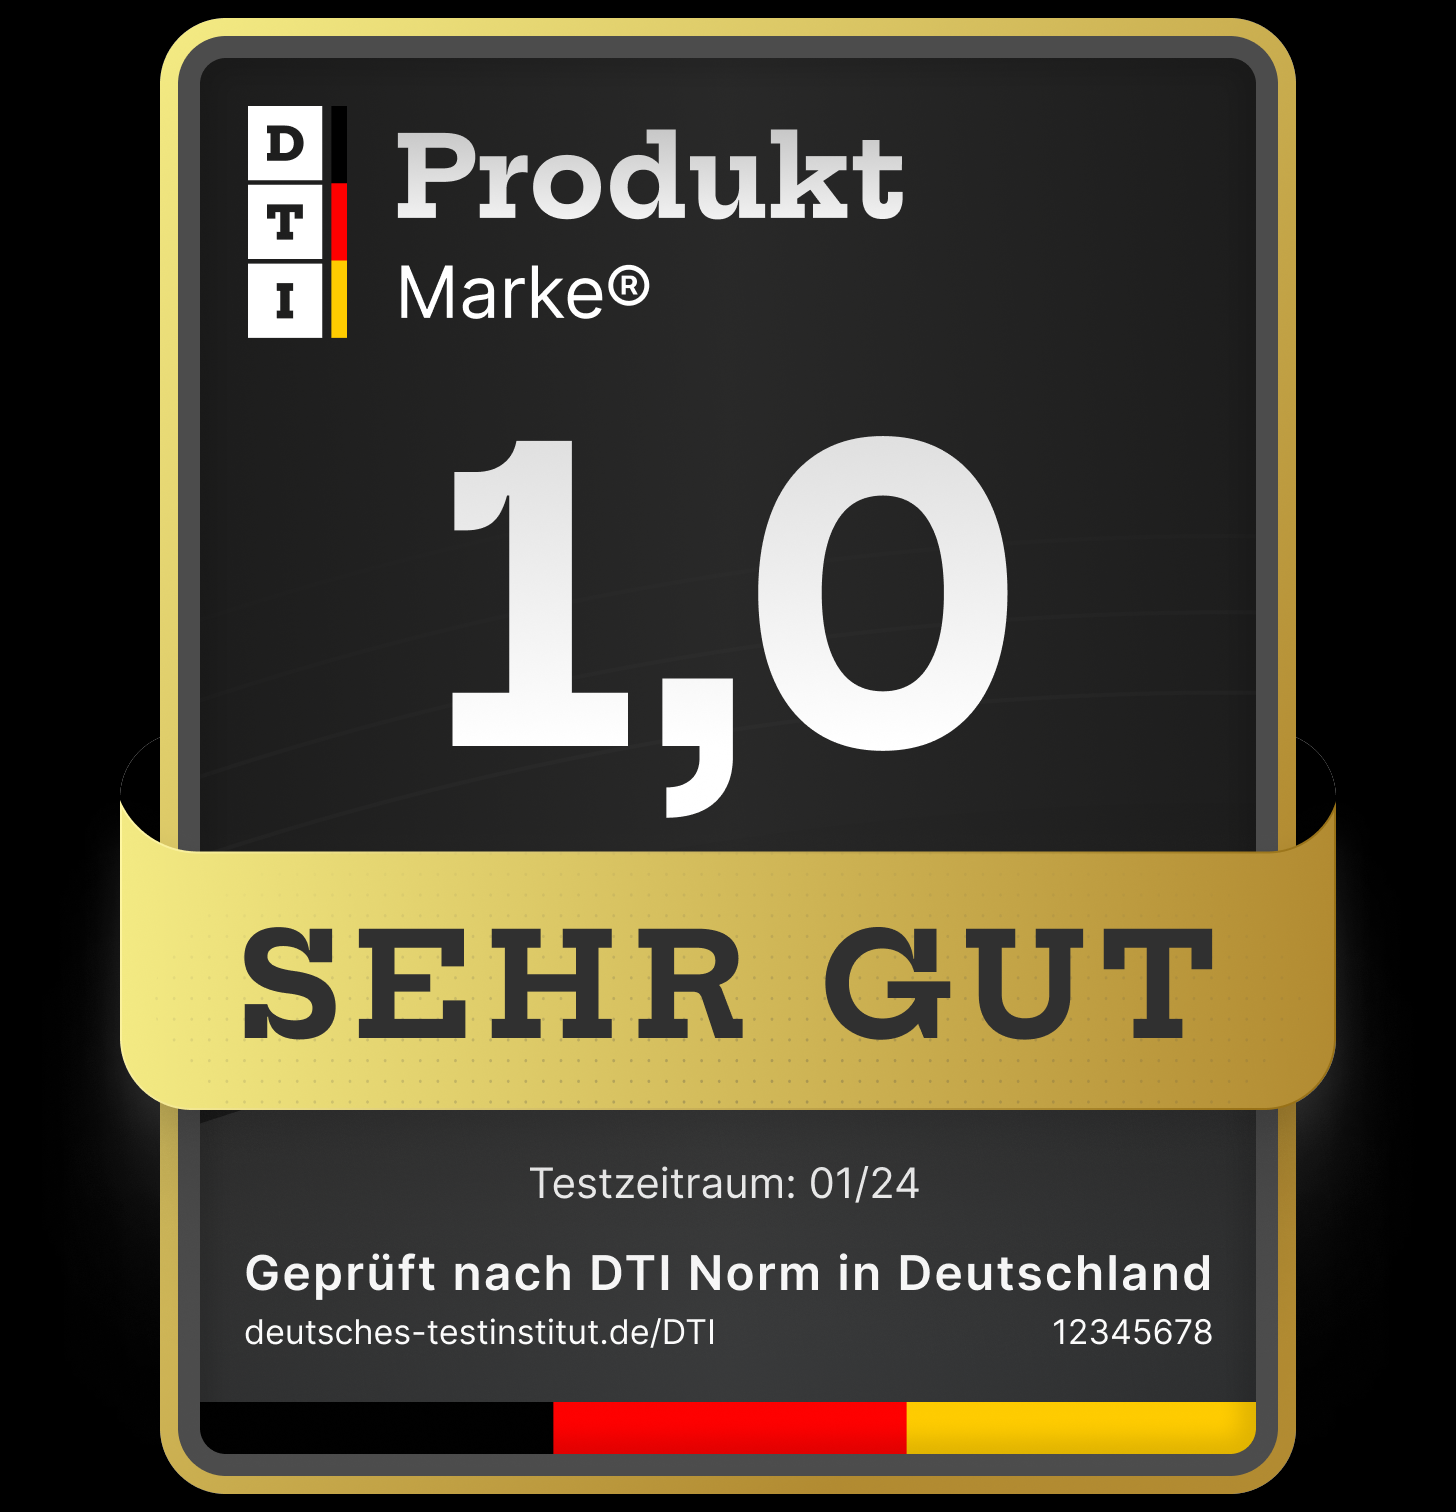 DTI
Produkt
Marke®
1,0
SEHR GUT
Testzeitraum: 01/24
Geprüft nach DTI Norm in Deutschland
deutsches-testinstitut.de/DTI 12345678